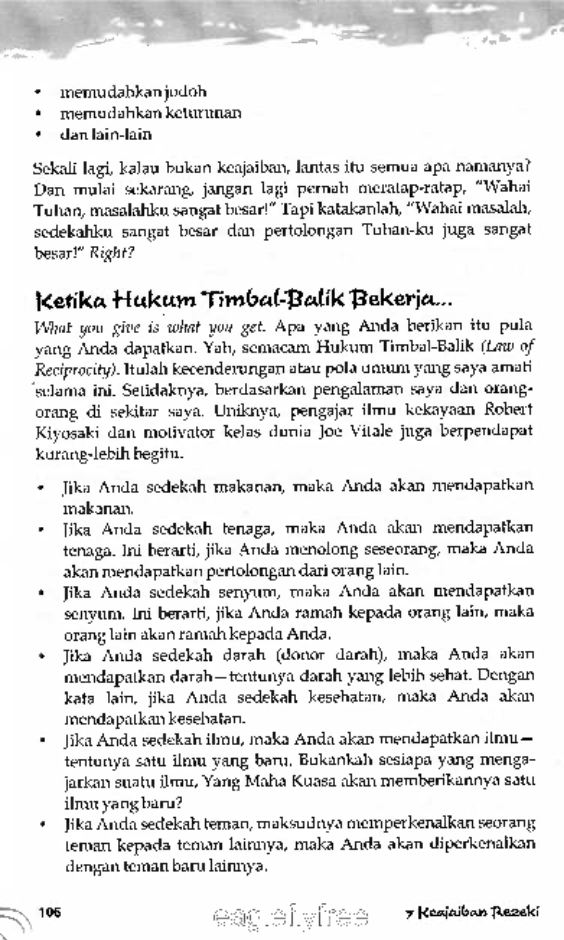 • memudahkan jodoh
• memudahkan keturunan
• dan lain-lain
Sekali lagi, kalau bukan keajaiban, lantas itu semua apa namanya?
Dan mulai sekarang, jangan lagi pernah meratap-ratap, "Wahai
Tuhan, masalahku sangat besar!" Tapi katakanlah, "Wahai masalah,
sedekahku sangat besar dan pertolongan Tuhan-ku juga sangat
besar!" Right?
Ketika Hukum Timbal-Balik Bekerja...
What you give is what you get. Apa yang Anda berikan itu pula
yang Anda dapatkan. Yah, semacam Hukum Timbal-Balik (Law of
Reciprocity). Itulah kecenderungan atau pola umum yang saya amati
selama ini. Setidaknya, berdasarkan pengalaman saya dan orang-
orang di sekitar saya. Uniknya, pengajar ilmu kekayaan Robert
Kiyosaki dan motivator kelas dunia Joe Vitale juga berpendapat
kurang-lebih begitu.
• Jika Anda sedekah makanan, maka Anda akan mendapatkan
makanan.
• Jika Anda sedekah tenaga, maka Anda akan mendapatkan
tenaga. Ini berarti, jika Anda menolong seseorang, maka Anda
akan mendapatkan pertolongan dari orang lain.
• Jika Anda sedekah senyum, maka Anda akan mendapatkan
senyum. Ini berarti, jika Anda ramah kepada orang lain, maka
orang lain akan ramah kepada Anda.
• Jika Anda sedekah darah (donor darah), maka Anda akan
mendapatkan darah—tentunya darah yang lebih sehat. Dengan
kata lain, jika Anda sedekah kesehatan, maka Anda akan
mendapatkan kesehatan.
• Jika Anda sedekah ilmu, maka Anda akan mendapatkan ilmu—
tentunya satu ilmu yang baru. Bukankah sesiapa yang menga-
jarkan suatu ilmu, Yang Maha Kuasa akan memberikannya satu
ilmu yang baru?
• Jika Anda sedekah teman, maksudnya memperkenalkan seorang
teman kepada teman lainnya, maka Anda akan diperkenalkan
dengan teman baru lainnya.
106
eagleflyfree
7 Keajaiban Rezeki